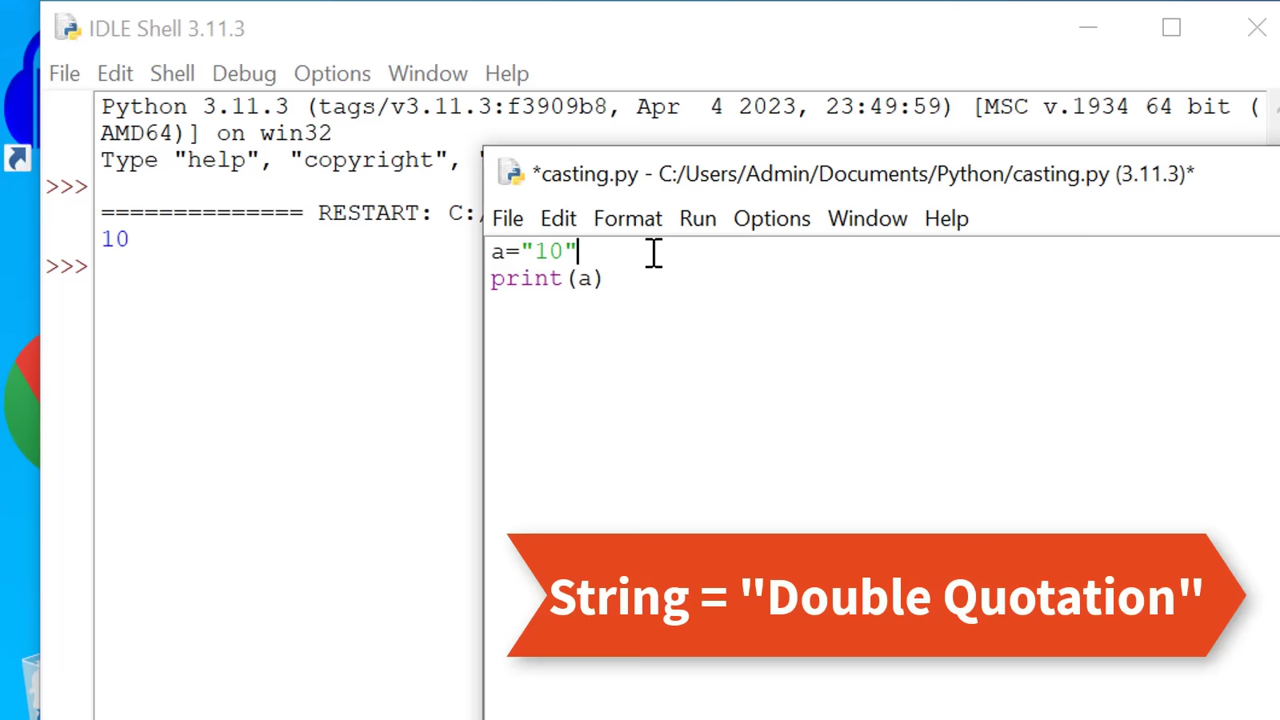 IDLE Shell 3.11.3
File Edit Shell Debug Options Window Help
Python 3.11.3 (tags/v3.11.3:f3909b8, Apr  4 2023, 23:49:59) [MSC v.1934 64 bit (
AMD64)] on win32
Type "help", "copyright", "
>>>
============== RESTART: C:/
10
>>>
*casting.py - C:/Users/Admin/Documents/Python/casting.py (3.11.3)*
File Edit Format Run Options Window Help
a="10"
print(a)
String = "Double Quotation"